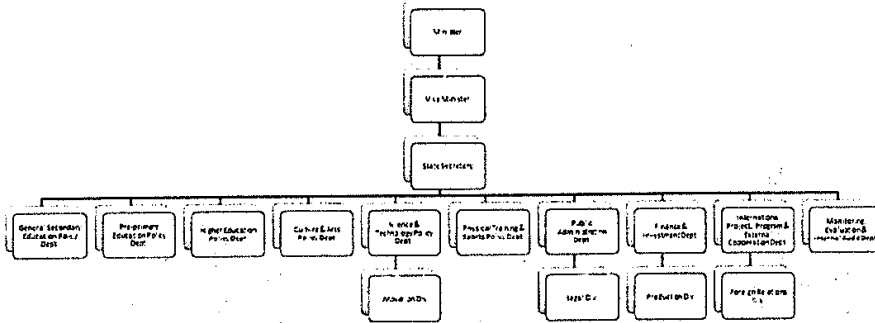 Minister
Vice Minister
State Secretary
General Secondary
Education Policy
Dept
Pre-primary
Education Policy
Dept
Higher Education
Policy Dept
Culture & Arts
Policy Dept
Science &
Technology Policy
Dept
Physical Training &
Sports Policy Dept
Public
Administration
Dept
Finance &
Investment Dept
International
Project, Program &
External
Cooperation Dept
Monitoring,
Evaluation &
Internal Audit Dept
Innovation Div
Legal Div
Production Div
Foreign Relations
Div